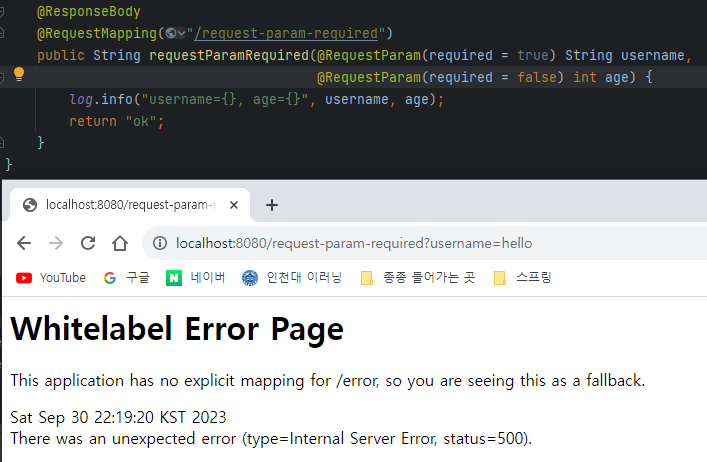 @ResponseBody
@RequestMapping("/request-param-required")
public String requestParamRequired(@RequestParam(required = true) String username,
@RequestParam(required = false) int age) {
log.info("username={}, age={}", username, age);
return "ok";
}
}
localhost:8080/request-param-r
localhost:8080/request-param-required?username=hello
YouTube 구글 네이버 인천대 이러닝 종종 들어가는 곳 스프링
Whitelabel Error Page
This application has no explicit mapping for /error, so you are seeing this as a fallback.
Sat Sep 30 22:19:20 KST 2023
There was an unexpected error (type=Internal Server Error, status=500).